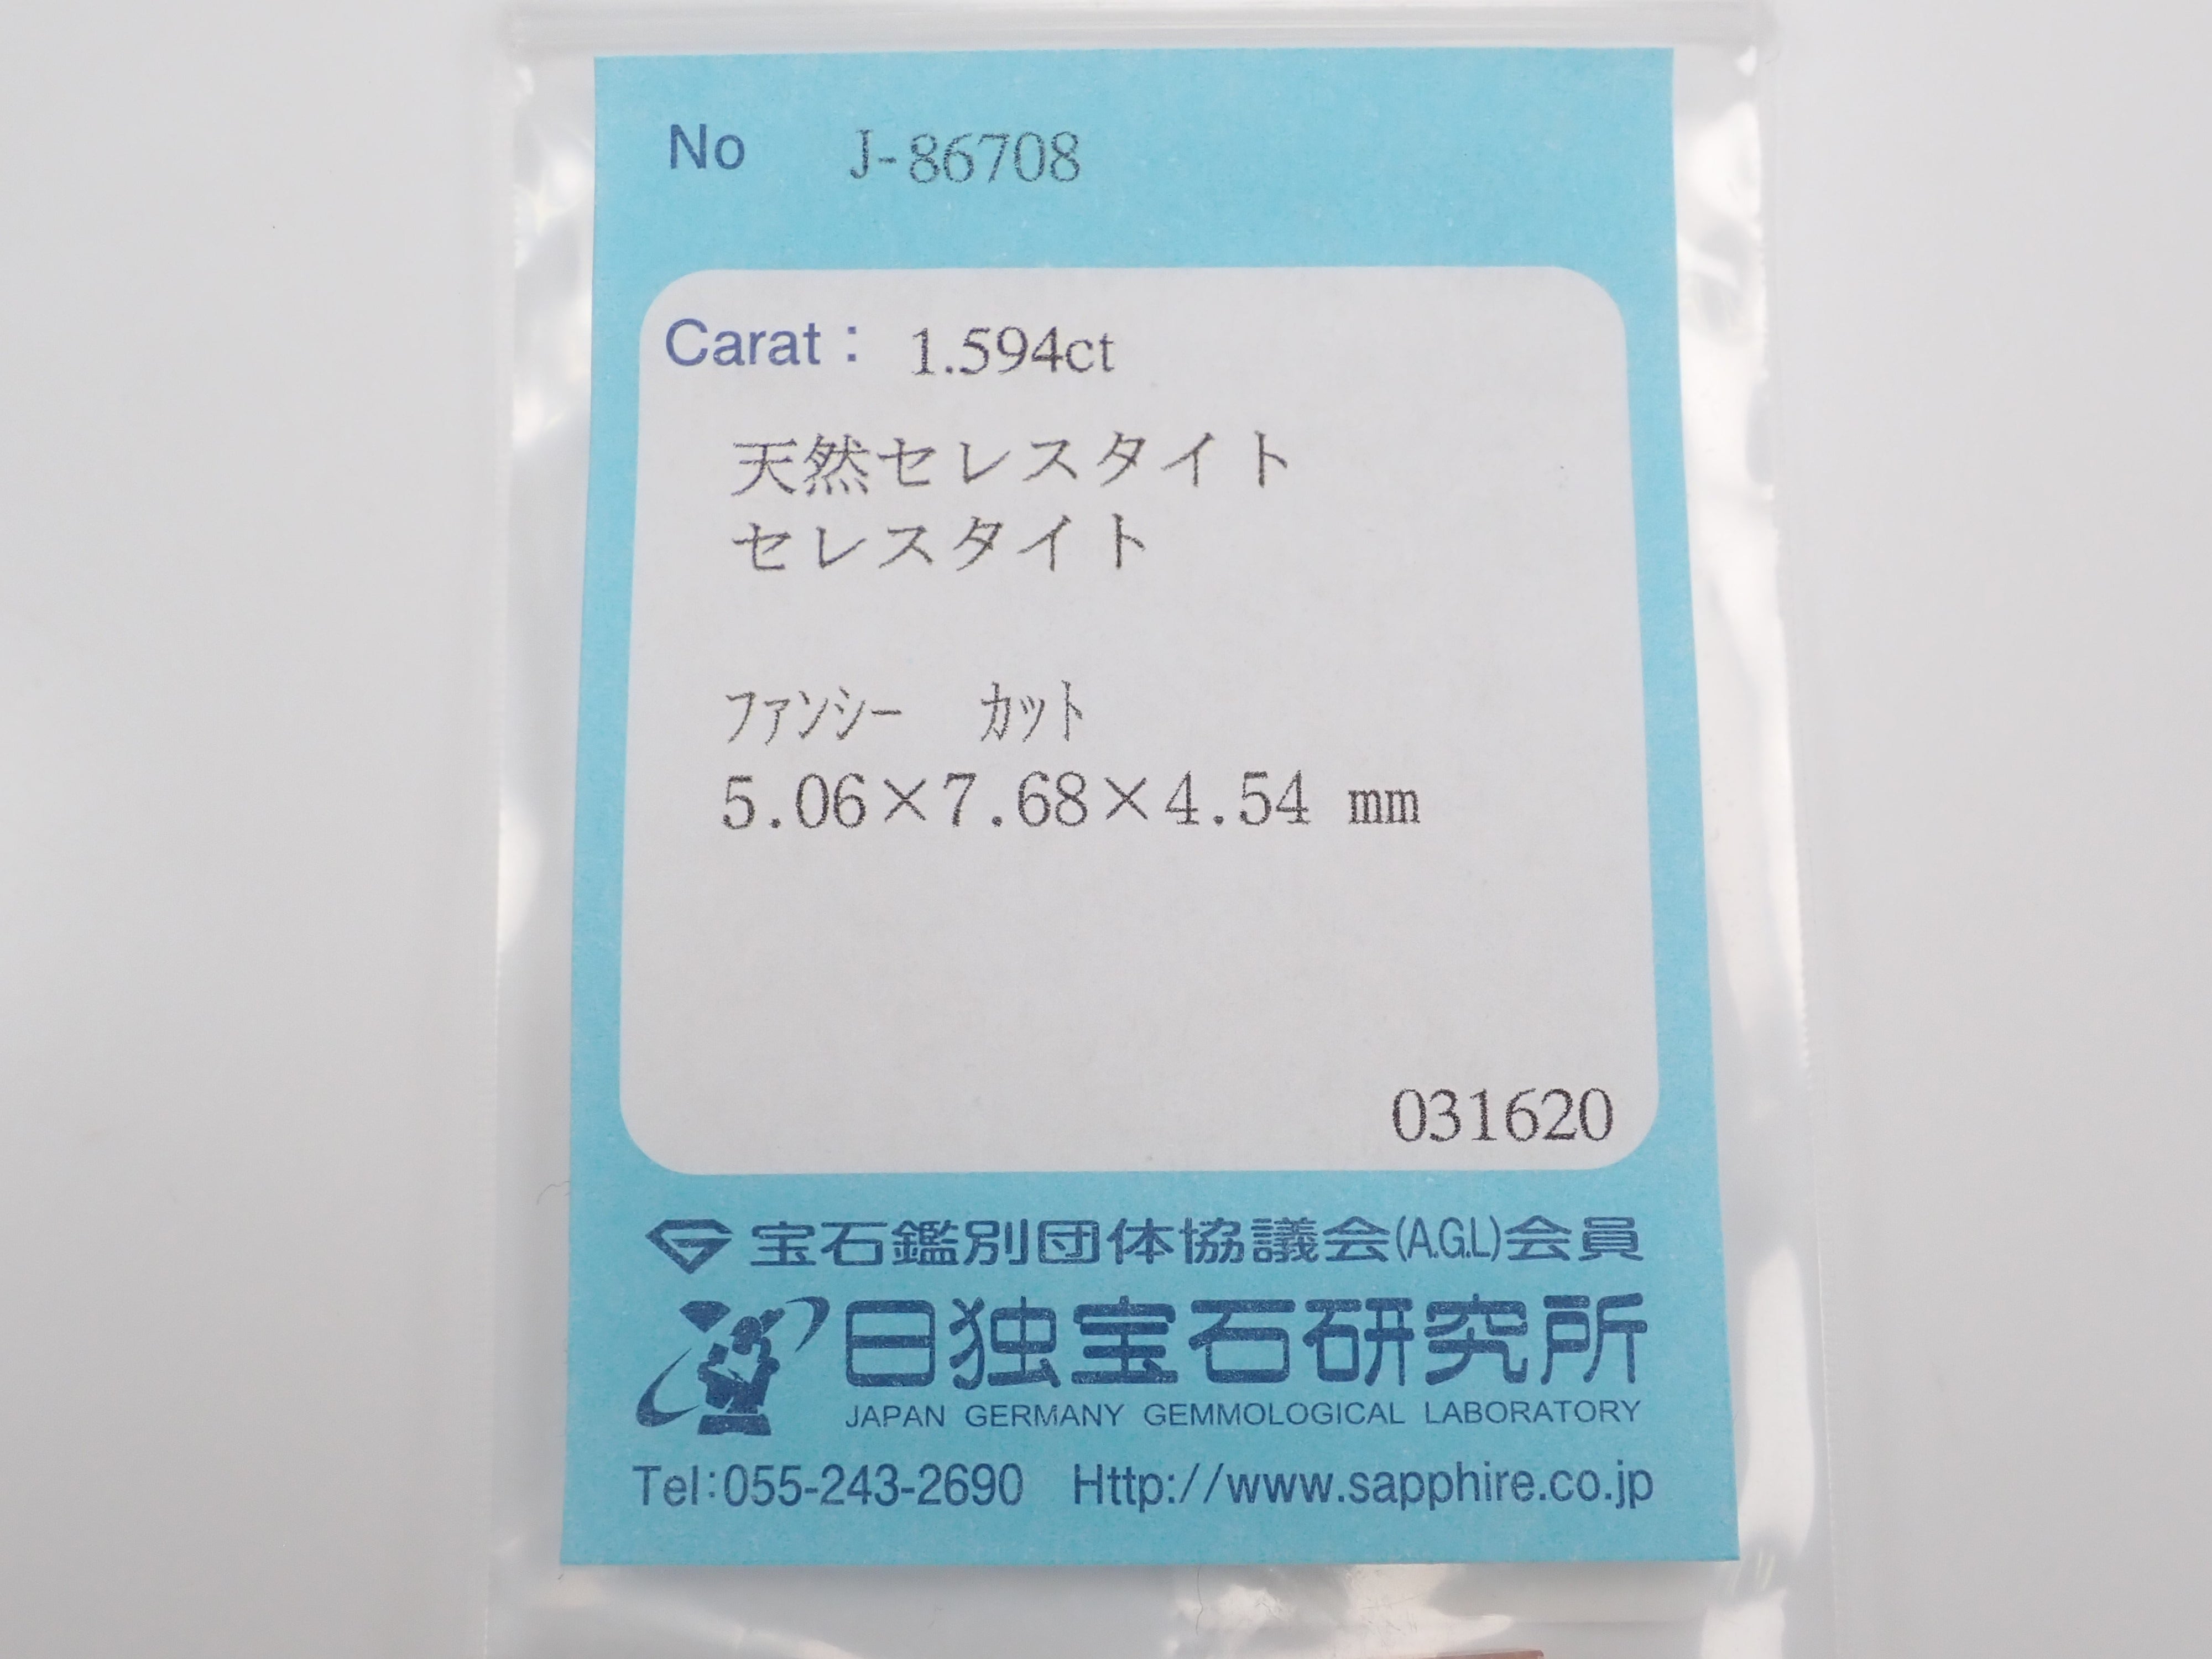 No J-86708
Carat： 1.594ct
天然セレスタイト
セレスタイト
ﾌｧﾝｼｰ ｶｯﾄ
5.06×7.68×4.54 mm
031620
宝石鑑別団体協議会(A.G.L)会員
日独宝石研究所
JAPAN GERMANY GEMMOLOGICAL LABORATORY
Tel:055-243-2690 Http://www.sapphire.co.jp